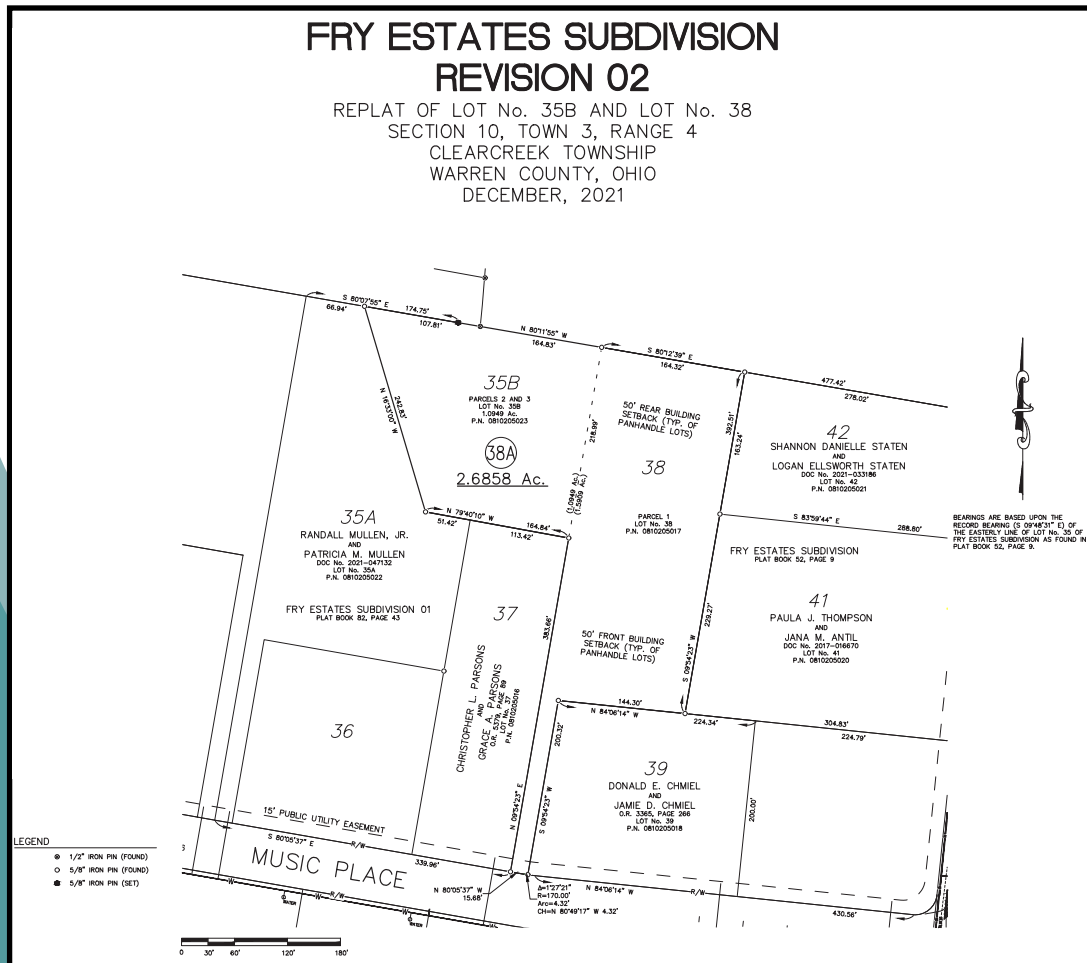 FRY ESTATES SUBDIVISION
REVISION 02
REPLAT OF LOT No. 35B AND LOT No. 38
SECTION 10, TOWN 3, RANGE 4
CLEARCREEK TOWNSHIP
WARREN COUNTY, OHIO
DECEMBER, 2021
S 80°07'55" E
66.94'
174.75'
107.81'
N 80°11'55" W
164.83'
S 80°12'39" E
164.32'
477.42'
278.02'
N 16°33'00" W
242.83'
35B
PARCELS 2 AND 3
LOT No. 35B
1.0949 Ac.
P.N. 0810205023
38A
2.6858 Ac.
218.99'
(1.0949 Ac.)
(1.5909 Ac.)
50' REAR BUILDING
SETBACK (TYP. OF
PANHANDLE LOTS)
38
PARCEL 1
LOT No. 38
P.N. 0810205017
392.51'
163.24'
42
SHANNON DANIELLE STATEN
AND
LOGAN ELLSWORTH STATEN
DOC No. 2021-033186
LOT No. 42
P.N. 0810205021
S 83°59'44" E
288.80'
BEARINGS ARE BASED UPON THE
RECORD BEARING (S 09°48'31" E) OF
THE EASTERLY LINE OF LOT No. 35 OF
FRY ESTATES SUBDIVISION AS FOUND IN
PLAT BOOK 52, PAGE 9.
N 79°40'10" W
51.42'
164.84'
113.42'
35A
RANDALL MULLEN, JR.
AND
PATRICIA M. MULLEN
DOC No. 2021-047132
LOT No. 35A
P.N. 0810205022
FRY ESTATES SUBDIVISION 01
PLAT BOOK 82, PAGE 43
FRY ESTATES SUBDIVISION
PLAT BOOK 52, PAGE 9
37
CHRISTOPHER L. PARSONS
AND
GRACE A. PARSONS
O.R. 5379, PAGE 89
LOT No. 37
P.N. 0810205016
383.66'
N 09°54'23" E
50' FRONT BUILDING
SETBACK (TYP. OF
PANHANDLE LOTS)
229.27'
S 09°54'23" W
41
PAULA J. THOMPSON
AND
JANA M. ANTIL
DOC No. 2017-016670
LOT No. 41
P.N. 0810205020
144.30'
N 84°06'14" W
224.34'
304.83'
224.79'
36
200.32'
S 09°54'23" W
39
DONALD E. CHMIEL
AND
JAMIE D. CHMIEL
O.R. 3365, PAGE 266
LOT No. 39
P.N. 0810205018
200.00'
15' PUBLIC UTILITY EASEMENT
S 80°05'37" E
R/W
339.96'
MUSIC PLACE
N 80°05'37" W
15.68'
Δ=1°27'21"
R=170.00'
Arc=4.32'
CH=N 80°49'17" W 4.32'
N 84°06'14" W
R/W
430.56'
W
R/W
W
R/W
W
WATER
WATER
LEGEND
1/2" IRON PIN (FOUND)
5/8" IRON PIN (FOUND)
5/8" IRON PIN (SET)
0 30' 60' 120' 180'